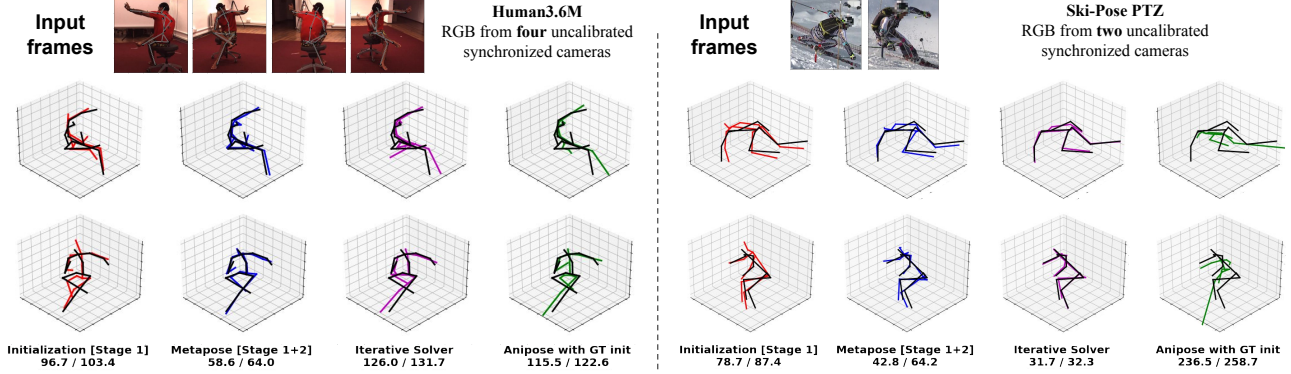 Input
frames
Human3.6M
RGB from four uncalibrated
synchronized cameras
Initialization [Stage 1]
96.7 / 103.4
Metapose [Stage 1+2]
58.6 / 64.0
Iterative Solver
126.0 / 131.7
Anipose with GT init
115.5 / 122.6
Input
frames
Ski-Pose PTZ
RGB from two uncalibrated
synchronized cameras
Initialization [Stage 1]
78.7 / 87.4
Metapose [Stage 1+2]
42.8 / 64.2
Iterative Solver
31.7 / 32.3
Anipose with GT init
236.5 / 258.7